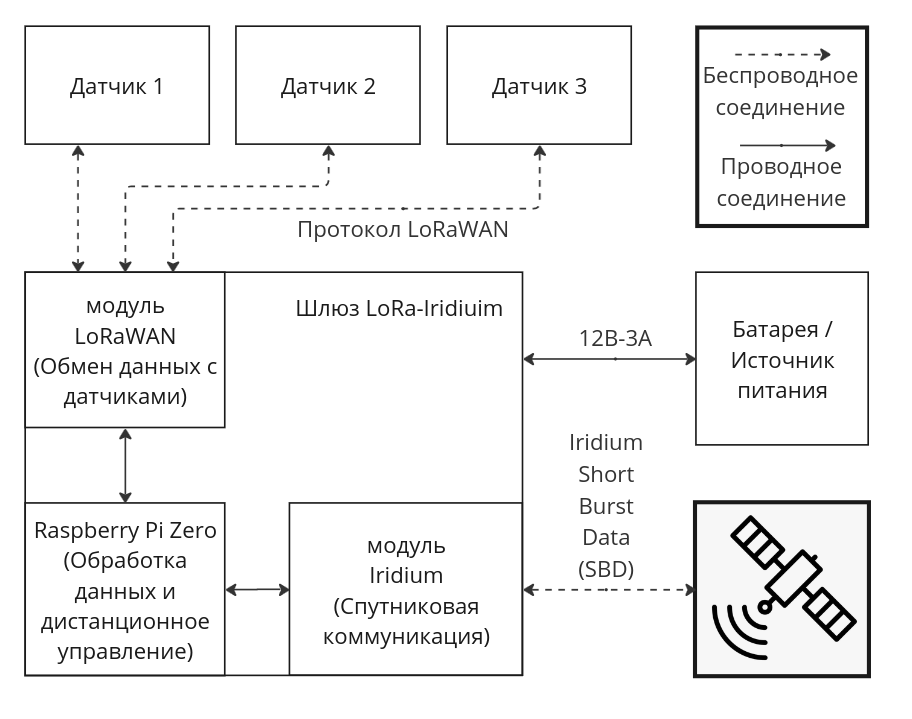 Датчик 1
Датчик 2
Датчик 3
Беспроводное
соединение
Проводное
соединение
Протокол LoRaWAN
модуль
LoRaWAN
(Обмен данных с
датчиками)
Шлюз LoRa-Iridiuim
12В-3А
Батарея /
Источник
питания
Iridium
Short
Burst
Data
(SBD)
Raspberry Pi Zero
(Обработка
данных и
дистанционное
управление)
модуль
Iridium
(Спутниковая
коммуникация)